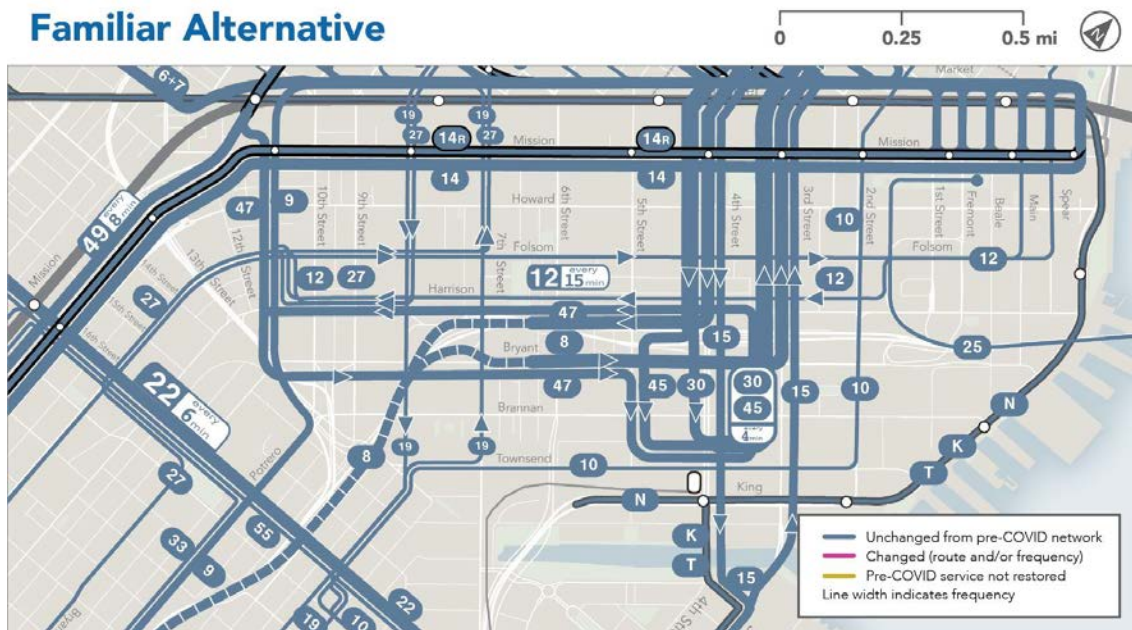 Familiar Alternative
0 0.25 0.5 mi
6+7
Market
19 19
27 27
Mission 14R 14R Mission
14 14
49 every 8 min
47 9
10th Street
9th Street
Howard
6th Street
5th Street
4th Street
3rd Street
10
2nd Street
1st Street
Fremont
Beale
Main
Spear
Mission
12th Street
13th Street
14th Street
15th Street
16th Street
7th Street
Folsom
Folsom
12
27
12 27
12 every 15 min
12
Harrison
47
8
15
Bryant
25
47 45 30
30
45
every 4 min
15 10
22 every 6 min
Brannan
N
8
19 19
Townsend
10
K
T
Potrero
27
N
King
55
33
9
K
T
15
4th Street
22
19
10
Unchanged from pre-COVID network
Changed (route and/or frequency)
Pre-COVID service not restored
Line width indicates frequency